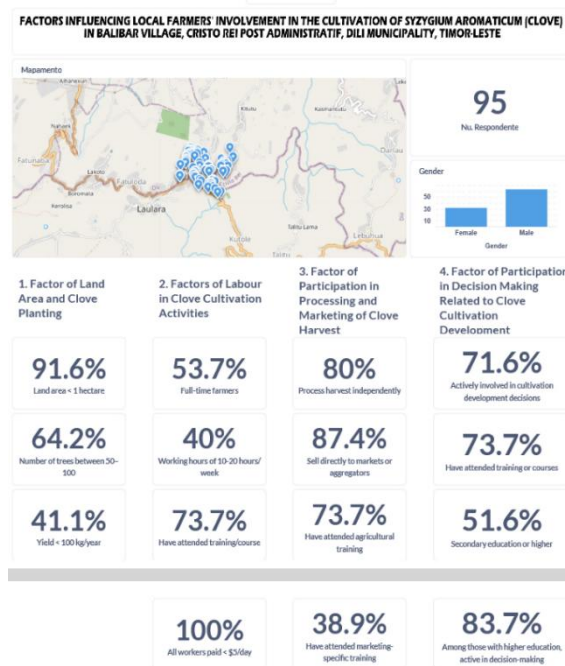 FACTORS INFLUENCING LOCAL FARMERS' INVOLVEMENT IN THE CULTIVATION OF SYZYGIUM AROMATICUM (CLOVE)
IN BALIBAR VILLAGE, CRISTO REI POST ADMINISTRATIF, DILI MUNICIPALITY, TIMOR-LESTE
Mapamento
Laulara
95
Nu. Respondente
Gender
50
30
10
Female
Male
Gender
1. Factor of Land
Area and Clove
Planting
2. Factors of Labour
in Clove Cultivation
Activities
3. Factor of
Participation in
Processing and
Marketing of Clove
Harvest
4. Factor of Participation
in Decision Making
Related to Clove
Cultivation
Development
91.6%
Land area < 1 hectare
53.7%
Full-time farmers
80%
Process harvest independently
71.6%
Actively involved in cultivation
development decisions
64.2%
Number of trees between 50–
100
40%
Working hours of 10-20 hours/
week
87.4%
Sell directly to markets or
aggregators
73.7%
Have attended training or courses
41.1%
Yield < 100 kg/year
73.7%
Have attended training/course
73.7%
Have attended agricultural
training
51.6%
Secondary education or higher
100%
All workers paid < $5/day
38.9%
Have attended marketing-
specific training
83.7%
Among those with higher education,
active in decision-making